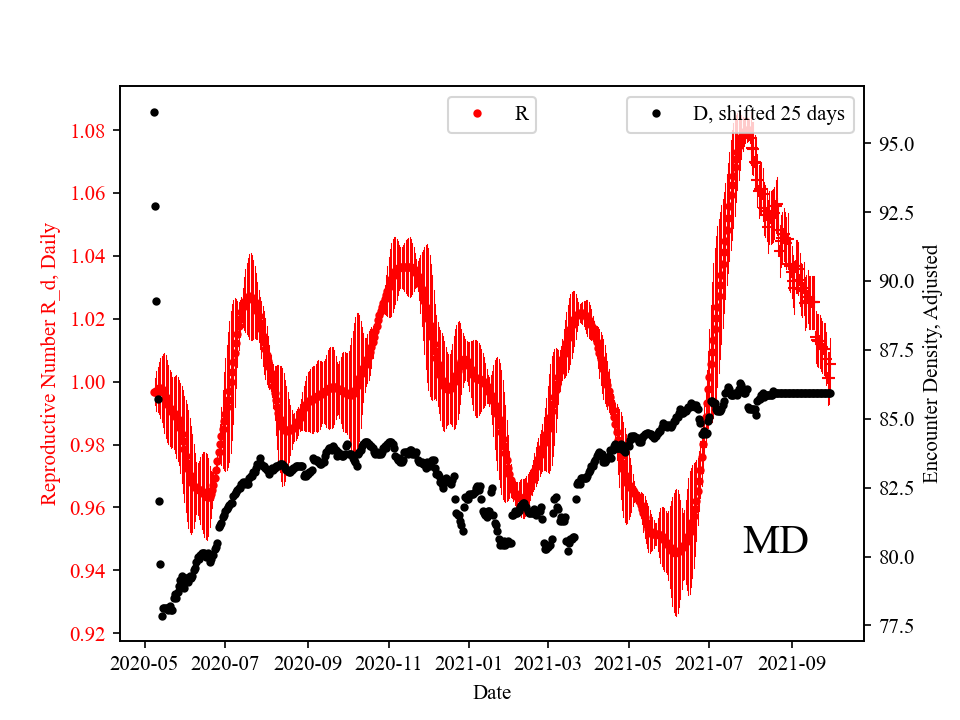 R
D, shifted 25 days
1.08
1.06
1.04
1.02
1.00
0.98
0.96
0.94
0.92
Reproductive Number R_d, Daily
95.0
92.5
90.0
87.5
85.0
82.5
80.0
77.5
Encounter Density, Adjusted
MD
2020-05 2020-07 2020-09 2020-11 2021-01 2021-03 2021-05 2021-07 2021-09
Date